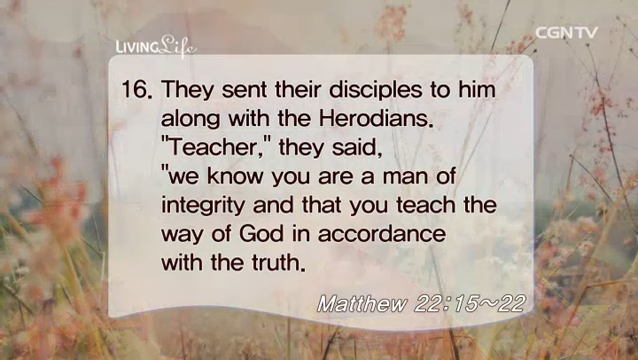 LIVING Life
CGNTV
16. They sent their disciples to him
along with the Herodians.
"Teacher," they said,
"we know you are a man of
integrity and that you teach the
way of God in accordance
with the truth.
Matthew 22:15~22